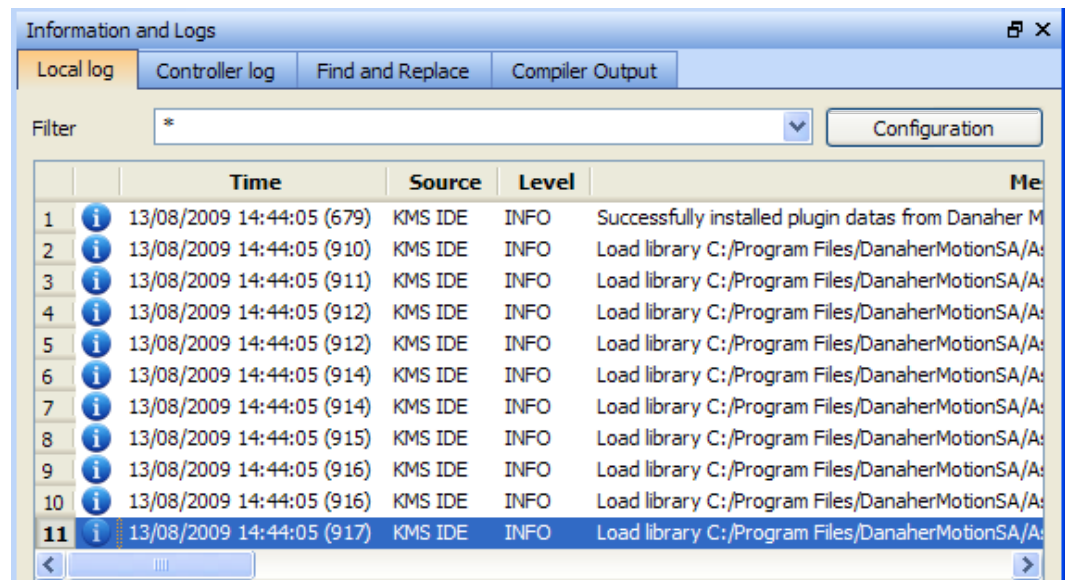 Information and Logs
Local log Controller log Find and Replace Compiler Output
Filter * Configuration
Time Source Level Me
1 13/08/2009 14:44:05 (679) KMS IDE INFO Successfully installed plugin datas from Danaher M
2 13/08/2009 14:44:05 (910) KMS IDE INFO Load library C:/Program Files/DanaherMotionSA/A
3 13/08/2009 14:44:05 (911) KMS IDE INFO Load library C:/Program Files/DanaherMotionSA/A
4 13/08/2009 14:44:05 (912) KMS IDE INFO Load library C:/Program Files/DanaherMotionSA/A
5 13/08/2009 14:44:05 (912) KMS IDE INFO Load library C:/Program Files/DanaherMotionSA/A
6 13/08/2009 14:44:05 (914) KMS IDE INFO Load library C:/Program Files/DanaherMotionSA/A
7 13/08/2009 14:44:05 (914) KMS IDE INFO Load library C:/Program Files/DanaherMotionSA/A
8 13/08/2009 14:44:05 (915) KMS IDE INFO Load library C:/Program Files/DanaherMotionSA/A
9 13/08/2009 14:44:05 (916) KMS IDE INFO Load library C:/Program Files/DanaherMotionSA/A
10 13/08/2009 14:44:05 (916) KMS IDE INFO Load library C:/Program Files/DanaherMotionSA/A
11 13/08/2009 14:44:05 (917) KMS IDE INFO Load library C:/Program Files/DanaherMotionSA/A